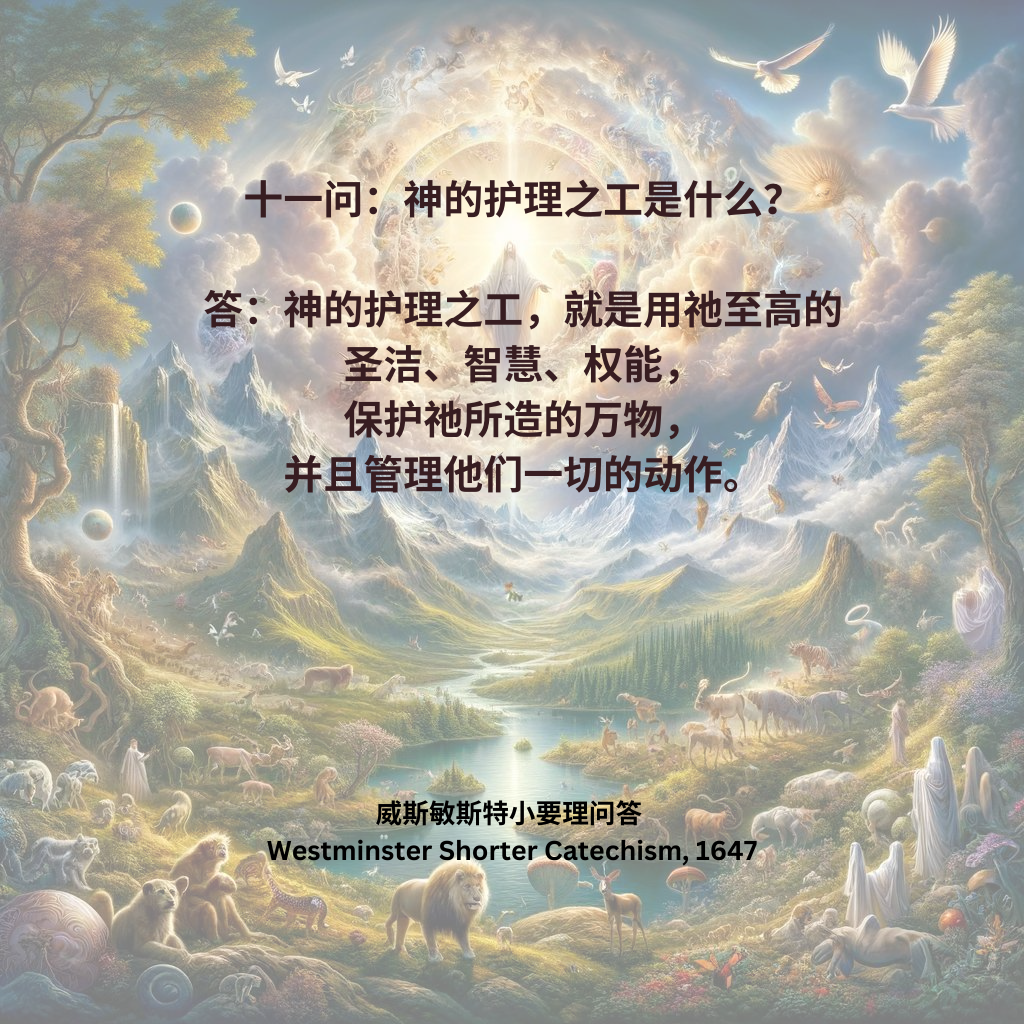 十一问：神的护理之工是什么？
答：神的护理之工，就是用祂至高的
圣洁、智慧、权能，
保护祂所造的万物，
并且管理他们一切的动作。
威斯敏斯特小要理问答
Westminster Shorter Catechism, 1647